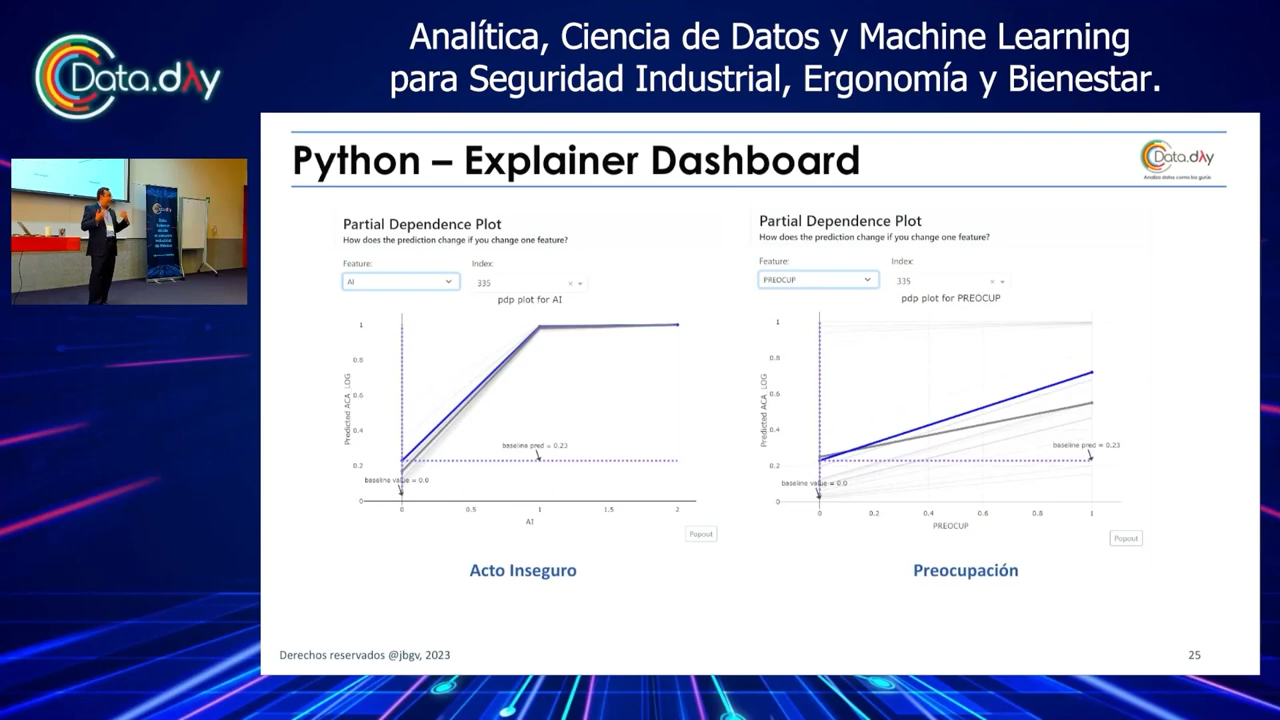 Analítica, Ciencia de Datos y Machine Learning
para Seguridad Industrial, Ergonomía y Bienestar.
Data.dλy
Python – Explainer Dashboard
Data.dλy
Analiza datos como los gurús
Partial Dependence Plot
How does the prediction change if you change one feature?
Feature:
Index:
AI
335
pdp plot for AI
1
0.8
0.6
0.4
0.2
0
Predicted ACA_LOG
baseline pred = 0.23
baseline value = 0.0
0
0.5
1
1.5
2
AI
Popout
Acto Inseguro
Partial Dependence Plot
How does the prediction change if you change one feature?
Feature:
Index:
PREOCUP
335
pdp plot for PREOCUP
1
0.8
0.6
0.4
0.2
0
Predicted ACA_LOG
baseline pred = 0.23
baseline value = 0.0
0
0.2
0.4
0.6
0.8
1
PREOCUP
Popout
Preocupación
Derechos reservados @jbgv, 2023
25